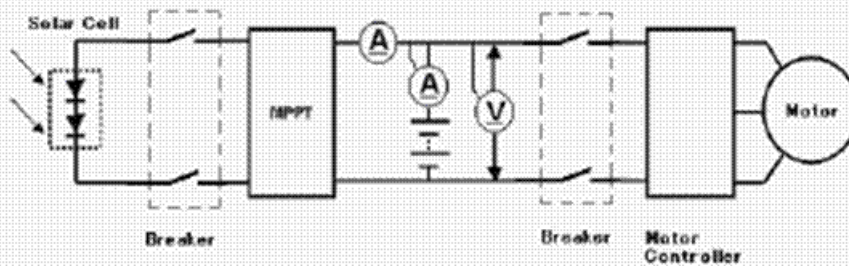 Solar Cell
A
A
V
MPPT
Motor
Breaker
Breaker
Motor
Controller